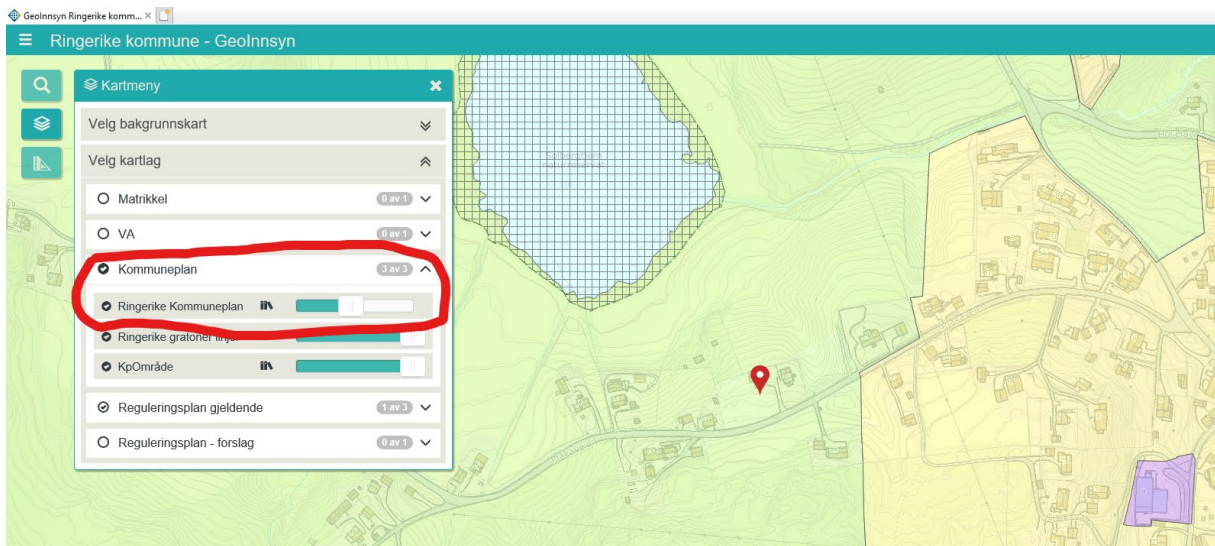 GeoInnsyn Ringerike komm...
Ringerike kommune - GeoInnsyn
Kartmeny
Velg bakgrunnskart
Velg kartlag
Matrikkel 0 av 1
VA 0 av 1
Kommuneplan 3 av 3
Ringerike Kommuneplan
Ringerike gråtoner linjer
KpOmråde
Reguleringsplan gjeldende 1 av 3
Reguleringsplan - forslag 0 av 1
naturreservat